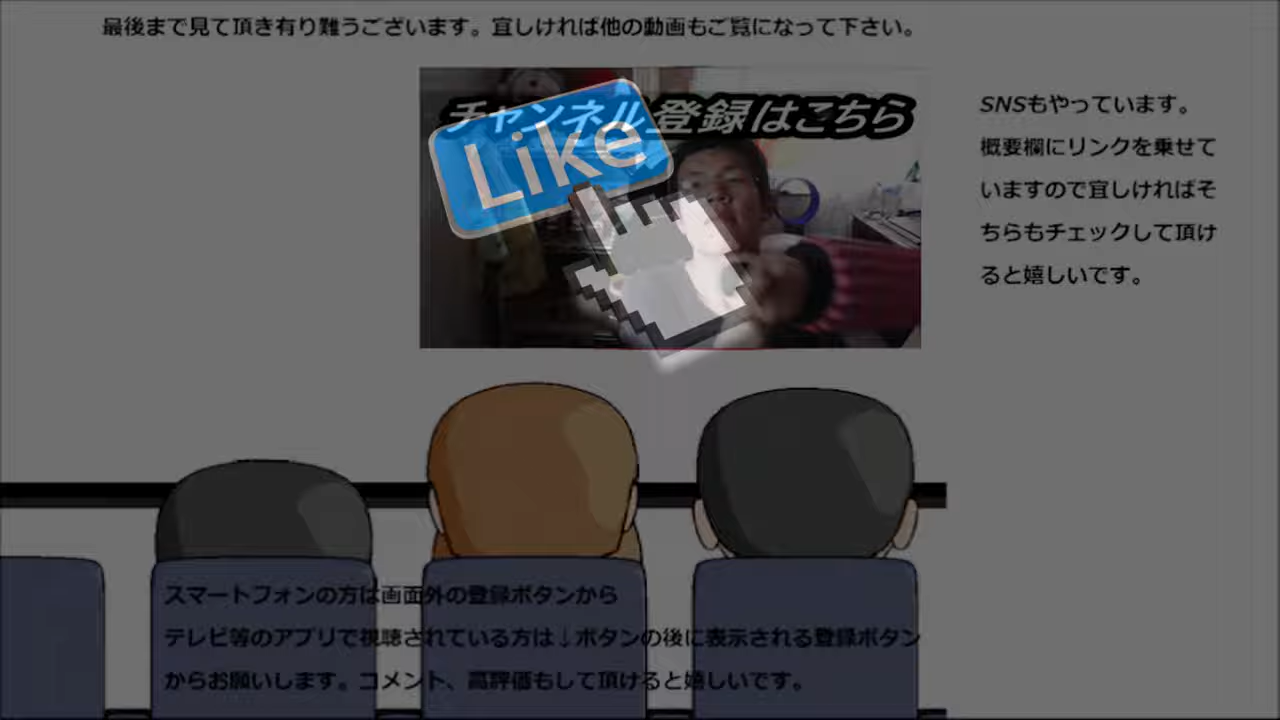 最後まで見て頂き有り難うございます。宜しければ他の動画もご覧になって下さい。
チャンネル登録はこちら
Like
SNSもやっています。
概要欄にリンクを乗せて
いますので宜しければそ
ちらもチェックして頂け
ると嬉しいです。
スマートフォンの方は画面外の登録ボタンから
テレビ等のアプリで視聴されている方は↓ボタンの後に表示される登録ボタン
からお願いします。コメント、高評価もして頂けると嬉しいです。